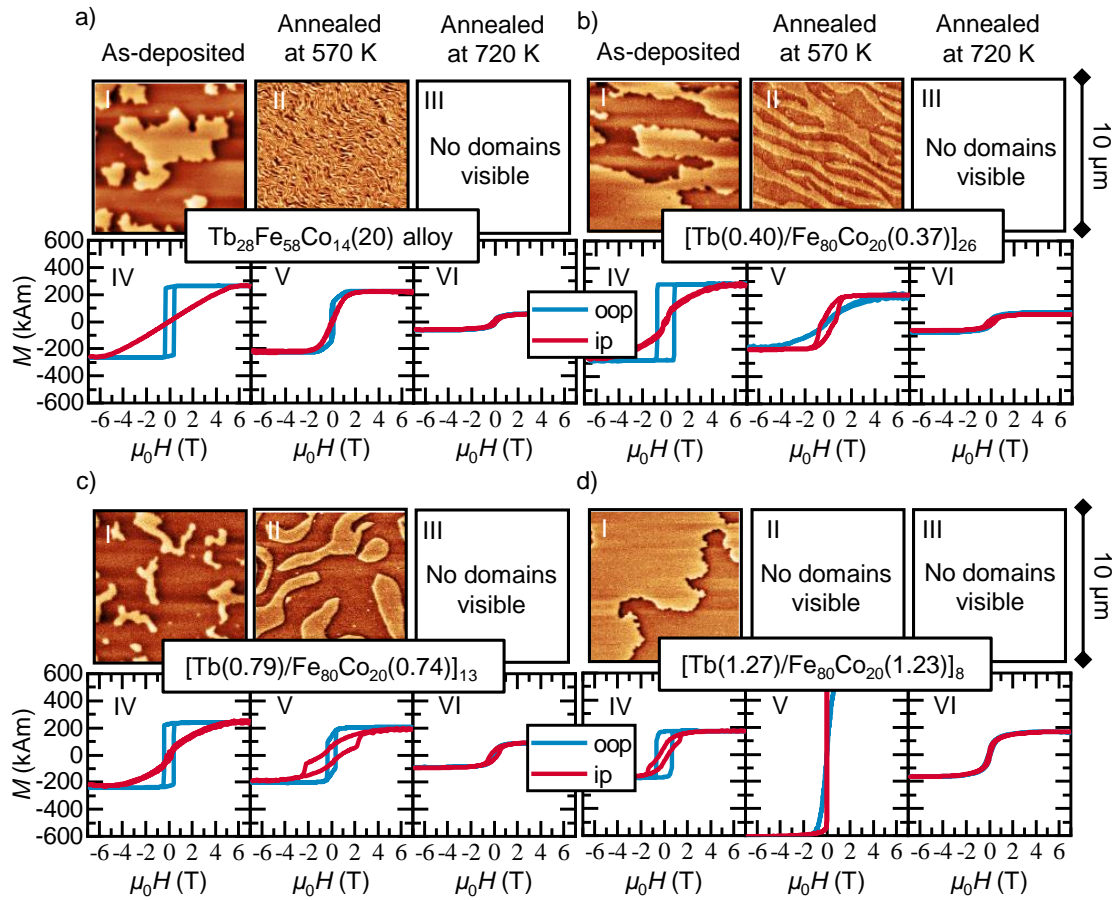 a)
As-deposited
Annealed
at 570 K
Annealed
at 720 K
b)
As-deposited
Annealed
at 570 K
Annealed
at 720 K
I
II
III
No domains
visible
I
II
III
No domains
visible
10 µm
Tb28Fe58Co14(20) alloy
[Tb(0.40)/Fe80Co20(0.37)]26
600
400
200
0
-200
-400
-600
M (kAm)
IV
V
VI
oop
ip
IV
V
VI
-6 -4 -2 0 2 4 6
-6 -4 -2 0 2 4 6
-6 -4 -2 0 2 4 6
-6 -4 -2 0 2 4 6
-6 -4 -2 0 2 4 6
-6 -4 -2 0 2 4 6
µ0H (T)
µ0H (T)
µ0H (T)
µ0H (T)
µ0H (T)
µ0H (T)
c)
d)
I
II
III
No domains
visible
I
II
No domains
visible
III
No domains
visible
10 µm
[Tb(0.79)/Fe80Co20(0.74)]13
[Tb(1.27)/Fe80Co20(1.23)]8
600
400
200
0
-200
-400
-600
M (kAm)
IV
V
VI
oop
ip
IV
V
VI
-6 -4 -2 0 2 4 6
-6 -4 -2 0 2 4 6
-6 -4 -2 0 2 4 6
-6 -4 -2 0 2 4 6
-6 -4 -2 0 2 4 6
-6 -4 -2 0 2 4 6
µ0H (T)
µ0H (T)
µ0H (T)
µ0H (T)
µ0H (T)
µ0H (T)